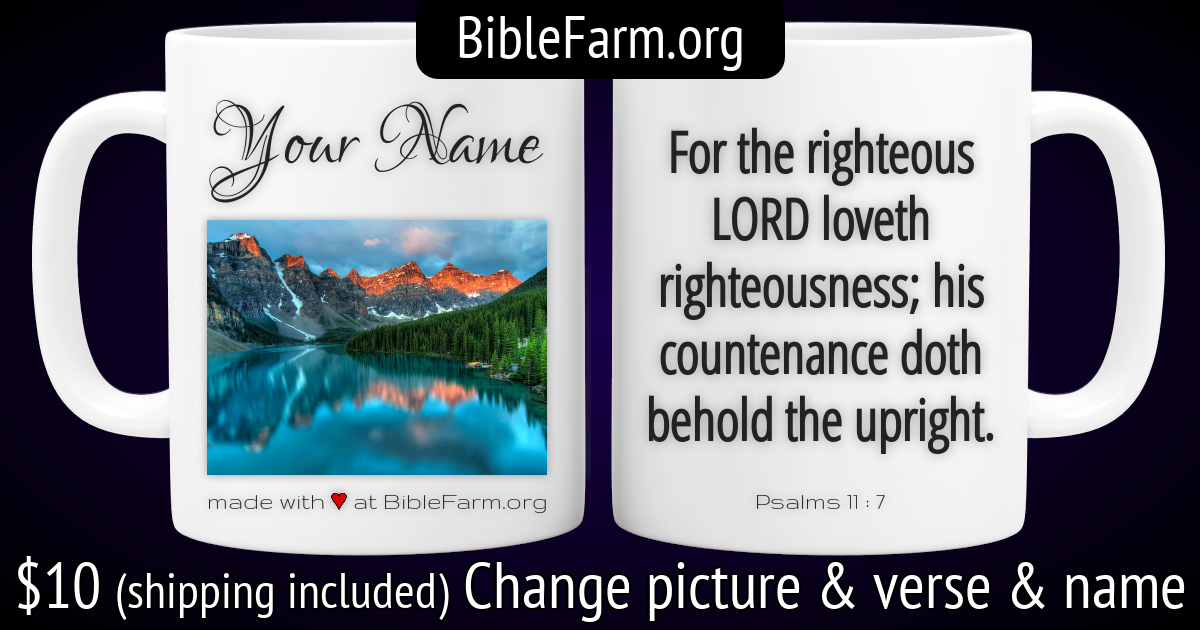 BibleFarm.org
Your Name
made with ♥ at BibleFarm.org
For the righteous
LORD loveth
righteousness; his
countenance doth
behold the upright.
Psalms 11 : 7
$10 (shipping included) Change picture & verse & name